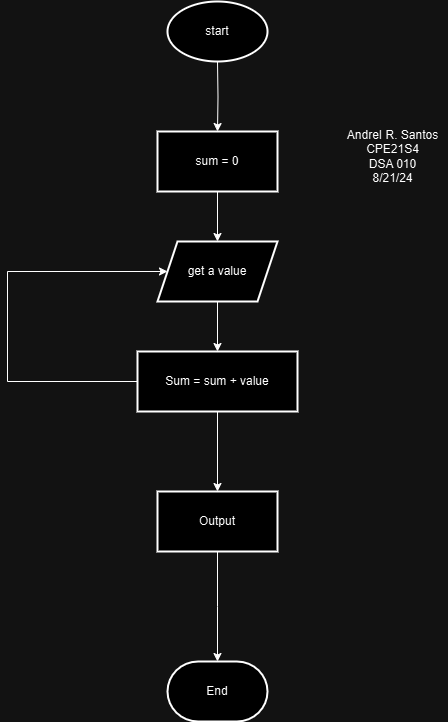 start
sum = 0
Andrel R. Santos
CPE21S4
DSA 010
8/21/24
get a value
Sum = sum + value
Output
End